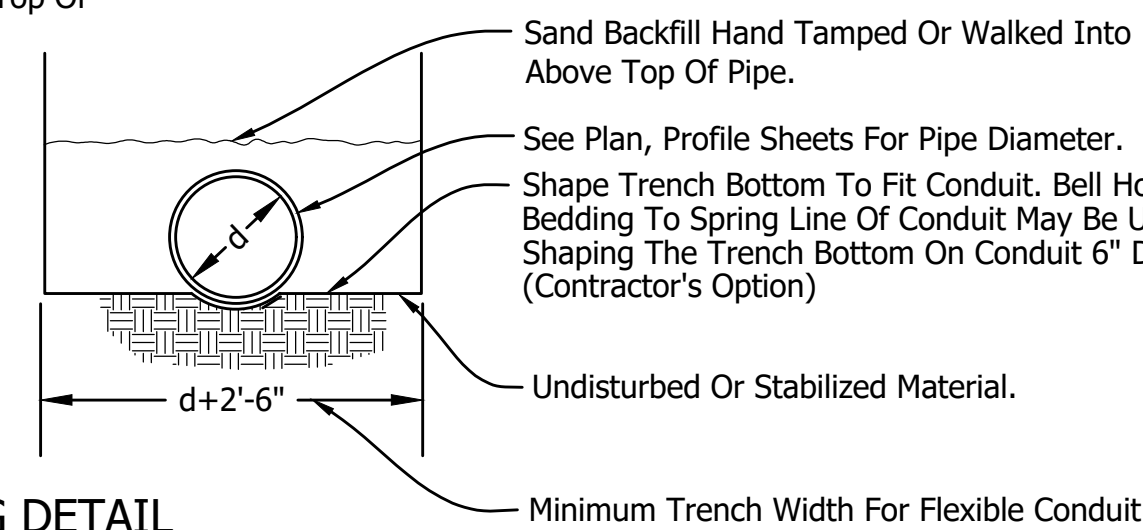 Top Of
Sand Backfill Hand Tamped Or Walked Into
Above Top Of Pipe.
See Plan, Profile Sheets For Pipe Diameter.
Shape Trench Bottom To Fit Conduit. Bell
Bedding To Spring Line Of Conduit May Be
Shaping The Trench Bottom On Conduit 6"
(Contractor's Option)
d
Undisturbed Or Stabilized Material.
d+2'-6"
DETAIL
Minimum Trench Width For Flexible Conduit